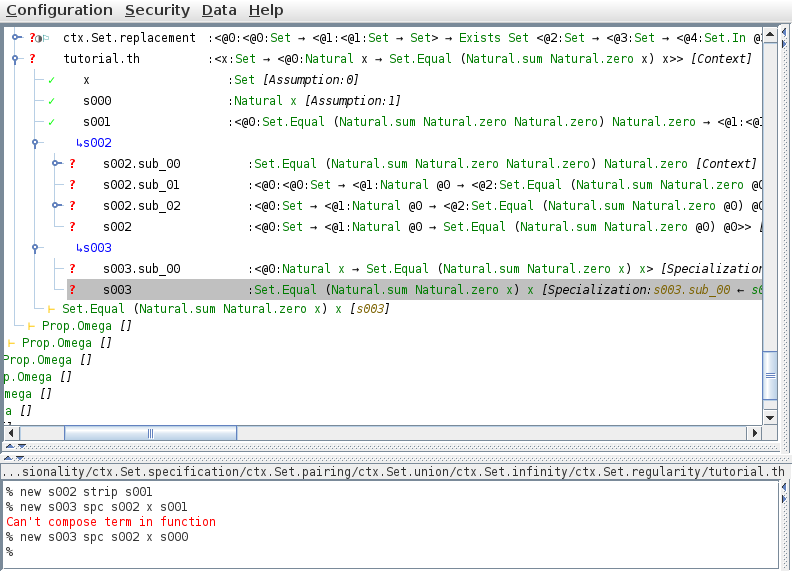 Configuration Security Data Help
? ctx.Set.replacement :<@0:<@0:Set → <@1:<@1:Set → Set> → Exists Set <@2:Set → <@3:Set → <@4:Set.In @
? tutorial.th :<x:Set → <@0:Natural x → Set.Equal (Natural.sum Natural.zero x) x>> [Context]
✓ x :Set [Assumption:0]
✓ s000 :Natural x [Assumption:1]
✓ s001 :<@0:Set.Equal (Natural.sum Natural.zero Natural.zero) Natural.zero → <@1:<@
↳s002
? s002.sub_00 :Set.Equal (Natural.sum Natural.zero Natural.zero) Natural.zero [Context]
? s002.sub_01 :<@0:<@0:Set → <@1:Natural @0 → <@2:Set.Equal (Natural.sum Natural.zero @0
? s002.sub_02 :<@0:Set → <@1:Natural @0 → <@2:Set.Equal (Natural.sum Natural.zero @0) @0
? s002 :<@0:Set → <@1:Natural @0 → Set.Equal (Natural.sum Natural.zero @0) @0>> [
↳s003
? s003.sub_00 :<@0:Natural x → Set.Equal (Natural.sum Natural.zero x) x> [Specialization
? s003 :Set.Equal (Natural.sum Natural.zero x) x [Specialization:s003.sub_00 ← s0
⊢ Set.Equal (Natural.sum Natural.zero x) x [s003]
⊢ Prop.Omega []
⊢ Prop.Omega []
Prop.Omega []
p.Omega []
mega []
a []
...sionality/ctx.Set.specification/ctx.Set.pairing/ctx.Set.union/ctx.Set.infinity/ctx.Set.regularity/tutorial.th
% new s002 strip s001
% new s003 spc s002 x s001
Can't compose term in function
% new s003 spc s002 x s000
%